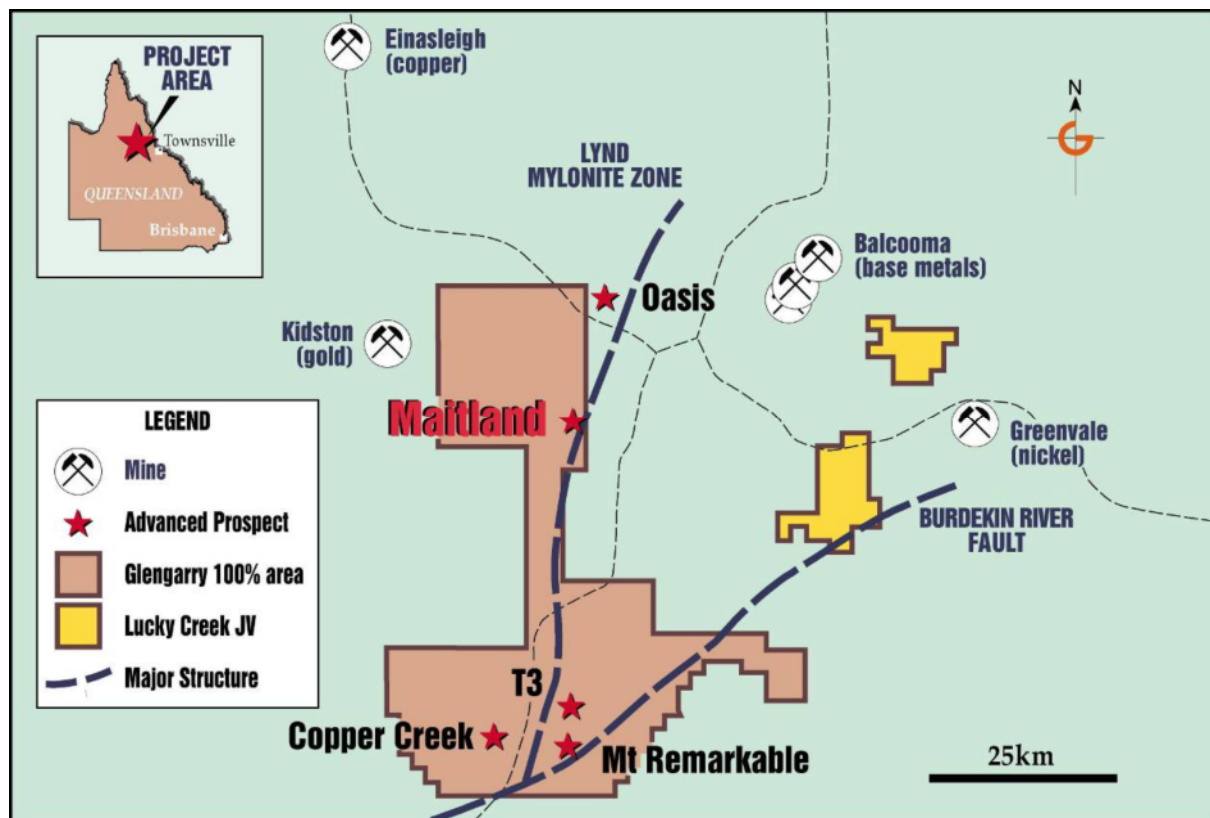 PROJECT
AREA
Townsville
QUEENSLAND
Brisbane
Einasleigh
(copper)
N
LYND
MYLONITE ZONE
Balcooma
(base metals)
Oasis
Kidston
(gold)
Maitland
Greenvale
(nickel)
BURDEKIN RIVER
FAULT
LEGEND
Mine
Advanced Prospect
Glengarry 100% area
Lucky Creek JV
Major Structure
T3
Copper Creek
Mt Remarkable
25km